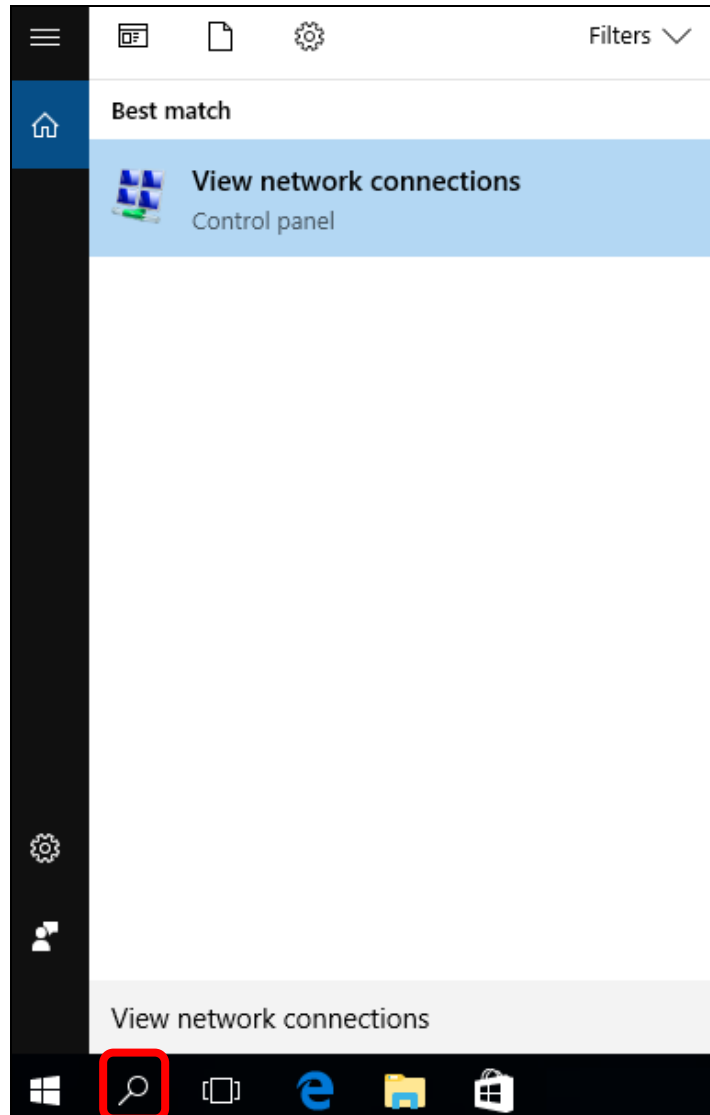 Filters
Best match
View network connections
Control panel
View network connections